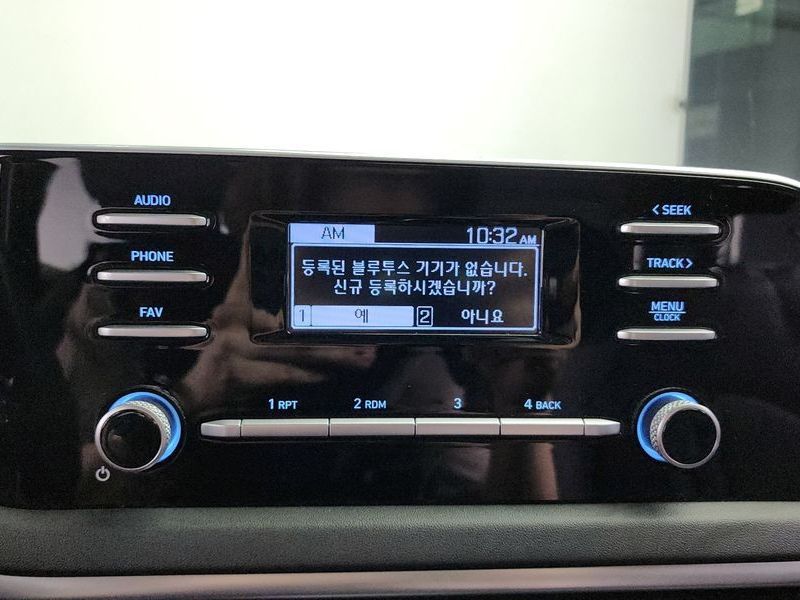 AUDIO
< SEEK
AM 10:32 AM
PHONE
TRACK >
등록된 블루투스 기기가 없습니다.
신규 등록하시겠습니까?
FAV
MENU
CLOCK
1 예 2 아니요
1 RPT 2 RDM 3 4 BACK